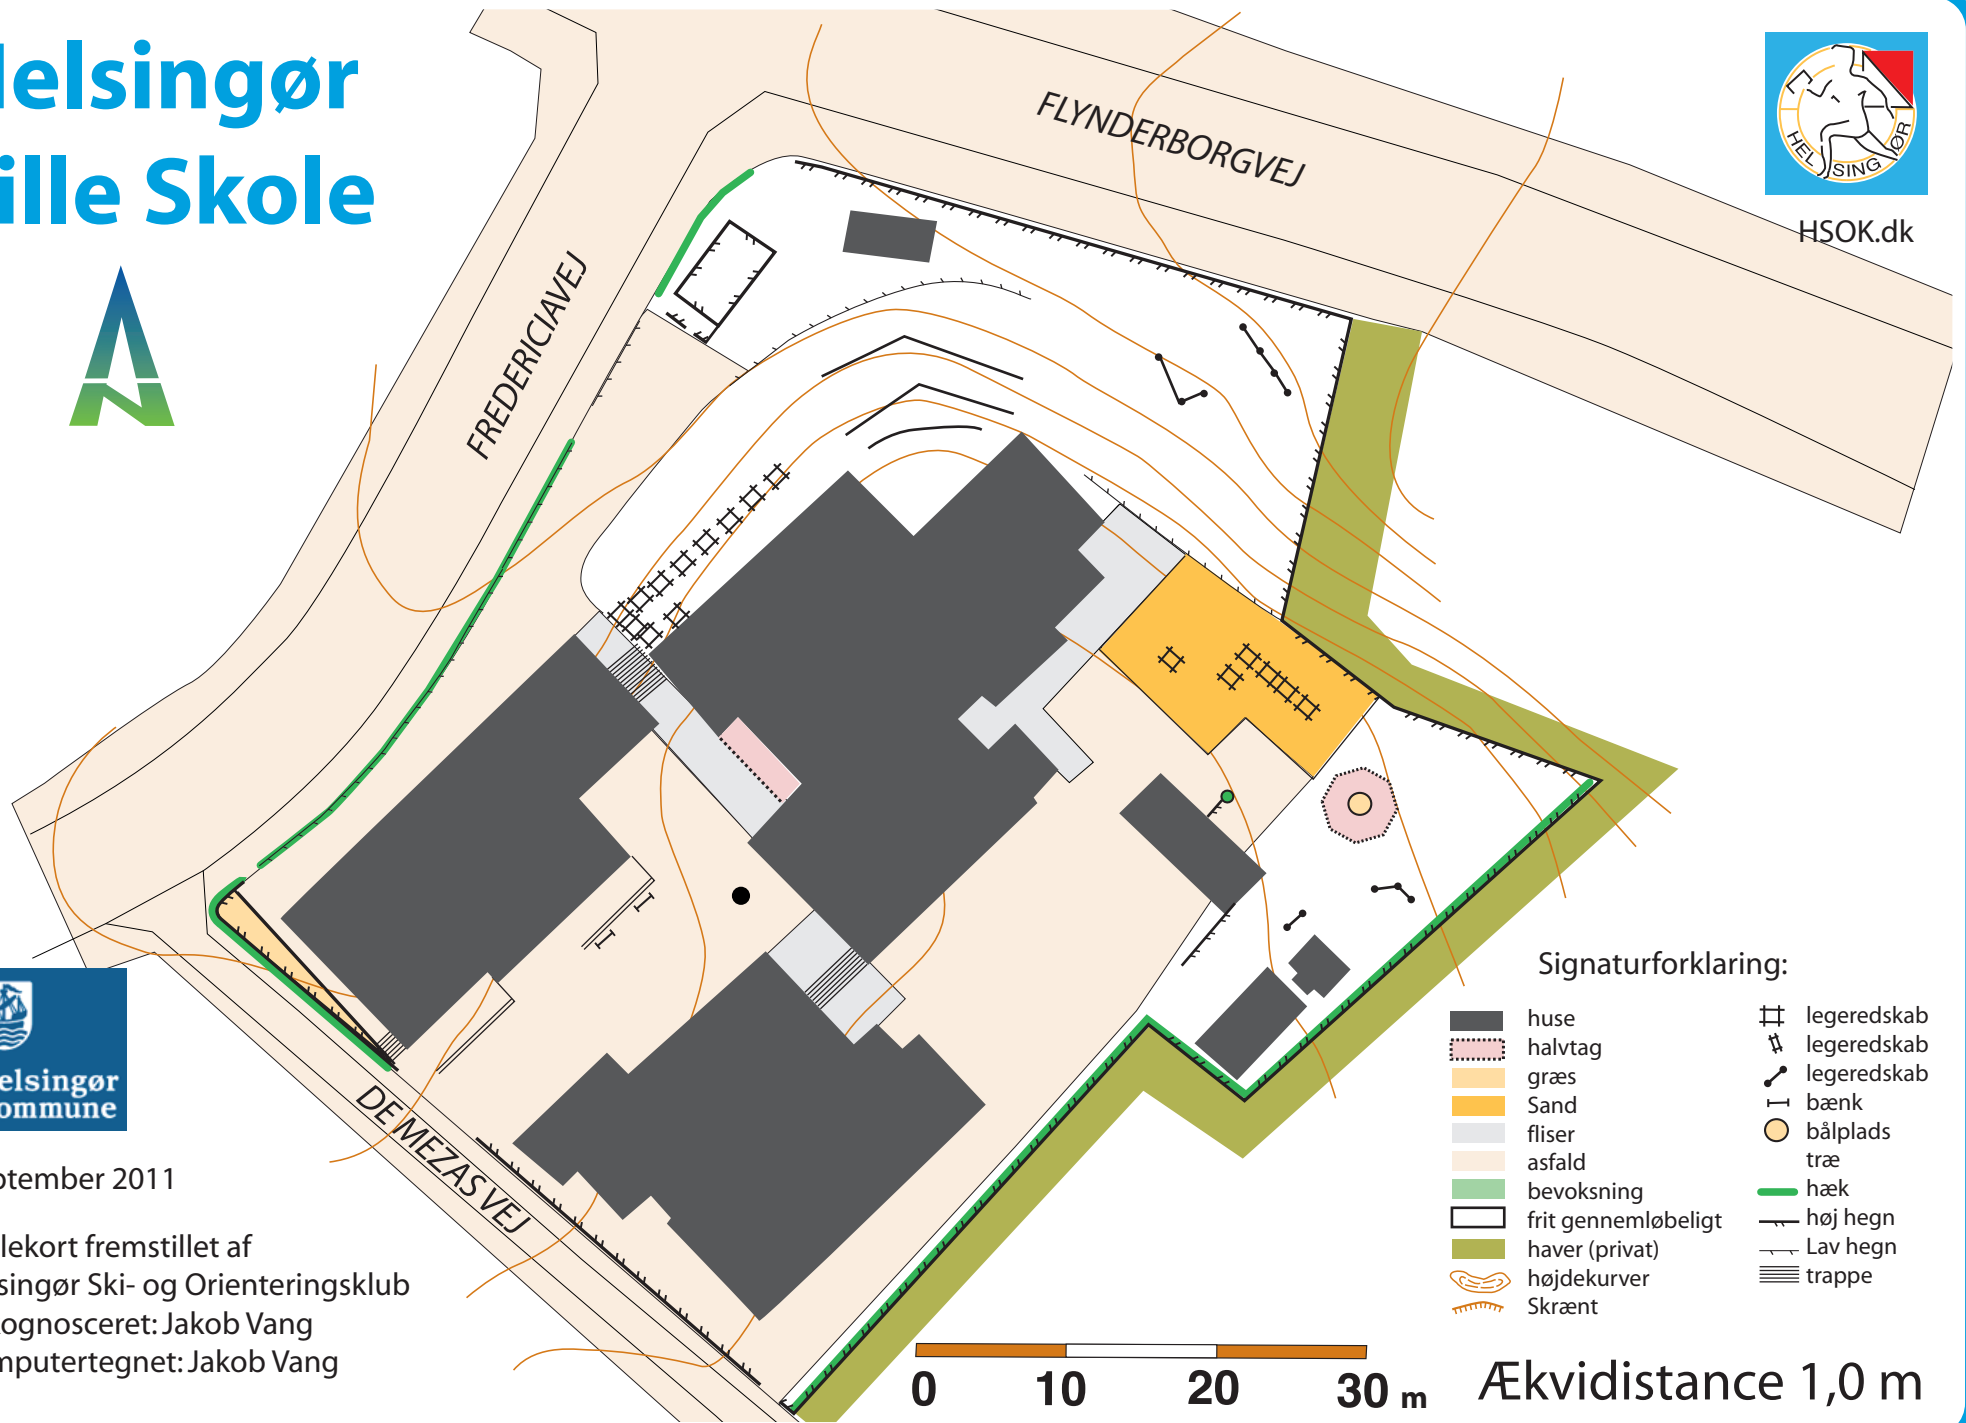 elsingør
ille Skole
FLYNDERBORGVEJ
HELSINGØR
HSOK.dk
FREDERICIAVEJ
DE MEZAS VEJ
elsingør
ommune
ptember 2011
lekort fremstillet af
singør Ski- og Orienteringsklub
ognosceret: Jakob Vang
mputertegnet: Jakob Vang
Signaturforklaring:
huse
halvtag
græs
Sand
fliser
asfald
bevoksning
frit gennemløbeligt
haver (privat)
højdekurver
Skrænt
legeredskab
legeredskab
legeredskab
bænk
bålplads
træ
hæk
høj hegn
Lav hegn
trappe
0 10 20 30 m
Ækvidistance 1,0 m